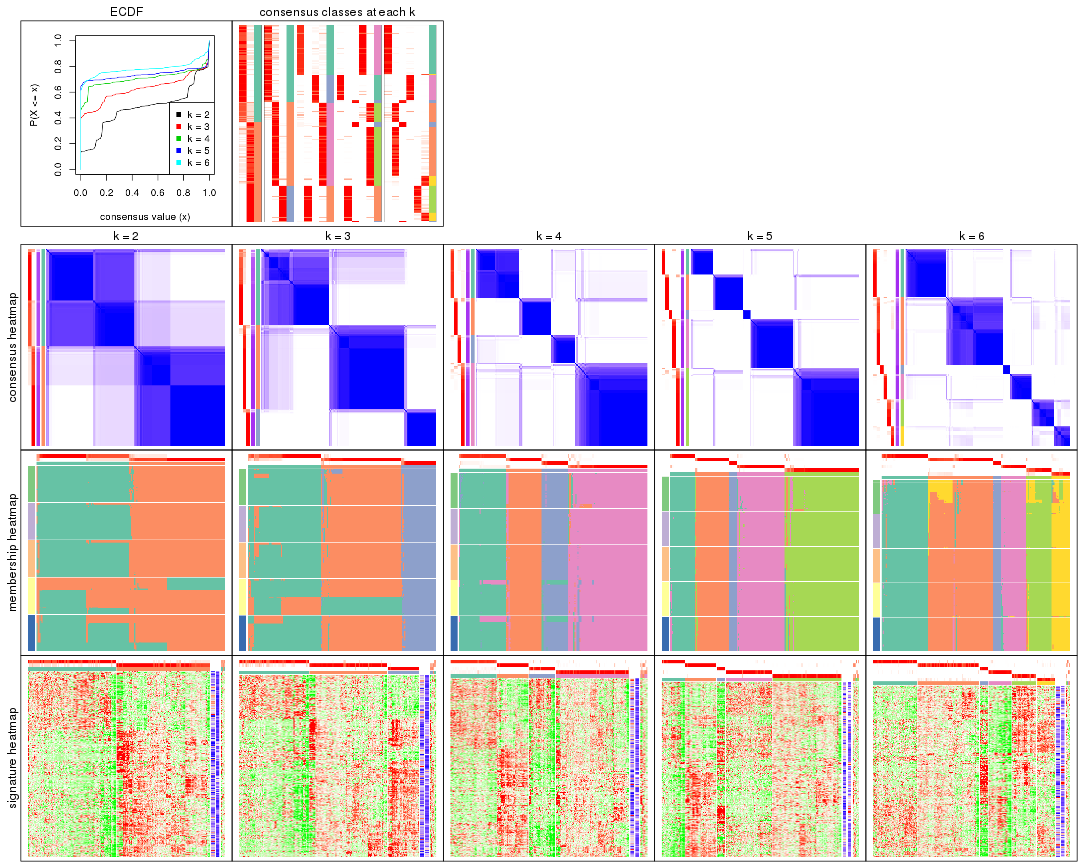 ECDF
consensus classes at each k
P(X <= x)
0.0 0.2 0.4 0.6 0.8 1.0
k = 2
k = 3
k = 4
k = 5
k = 6
0.0 0.2 0.4 0.6 0.8 1.0
consensus value (x)
k = 2 k = 3 k = 4 k = 5 k = 6
consensus heatmap
membership heatmap
signature heatmap